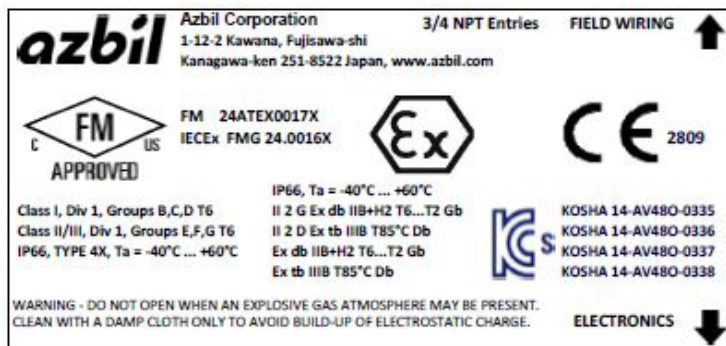 azbil
Azbil Corporation
1-12-2 Kawana, Fujisawa-shi
Kanagawa-ken 251-8522 Japan, www.azbil.com
3/4 NPT Entries
FIELD WIRING
C FM US
APPROVED
FM 24ATEX0017X
IECEx FMG 24.0016X
Ex
CE 2809
Class I, Div 1, Groups B,C,D T6
Class II/III, Div 1, Groups E,F,G T6
IP66, TYPE 4X, Ta = -40°C ... +60°C
IP66, Ta = -40°C ... +60°C
II 2 G Ex db IIB+H2 T6...T2 Gb
II 2 D Ex tb IIIB T85°C Db
Ex db IIB+H2 T6...T2 Gb
Ex tb IIIB T85°C Db
KCs
KOSHA 14-AV48O-0335
KOSHA 14-AV48O-0336
KOSHA 14-AV48O-0337
KOSHA 14-AV48O-0338
WARNING - DO NOT OPEN WHEN AN EXPLOSIVE GAS ATMOSPHERE MAY BE PRESENT.
CLEAN WITH A DAMP CLOTH ONLY TO AVOID BUILD-UP OF ELECTROSTATIC CHARGE.
ELECTRONICS